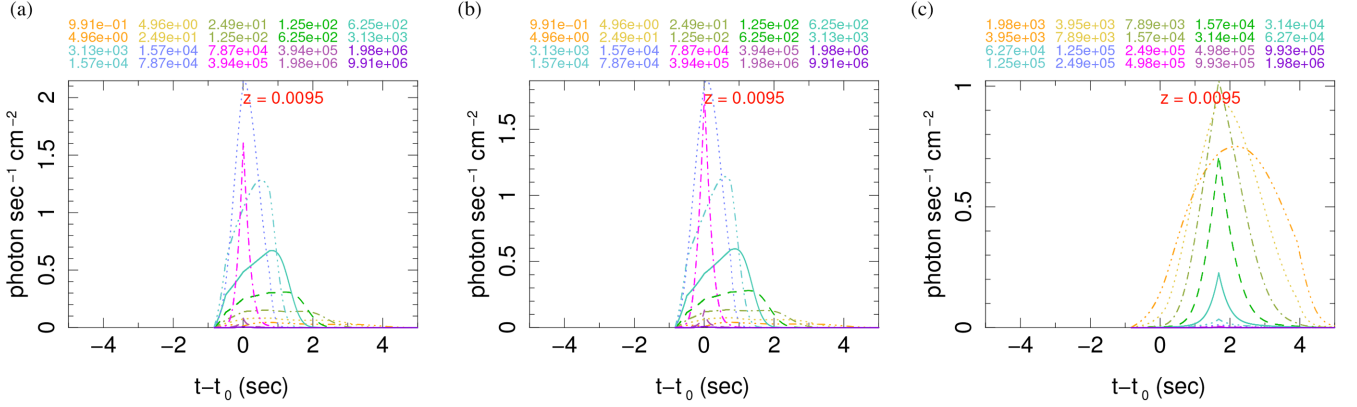 (a)
9.91e−01 4.96e+00 2.49e+01 1.25e+02 6.25e+02
4.96e+00 2.49e+01 1.25e+02 6.25e+02 3.13e+03
3.13e+03 1.57e+04 7.87e+04 3.94e+05 1.98e+06
1.57e+04 7.87e+04 3.94e+05 1.98e+06 9.91e+06
z = 0.0095
photon sec−1 cm−2
2
1.5
1
0.5
0
−4 −2 0 2 4
t−t0 (sec)
(b)
9.91e−01 4.96e+00 2.49e+01 1.25e+02 6.25e+02
4.96e+00 2.49e+01 1.25e+02 6.25e+02 3.13e+03
3.13e+03 1.57e+04 7.87e+04 3.94e+05 1.98e+06
1.57e+04 7.87e+04 3.94e+05 1.98e+06 9.91e+06
z = 0.0095
photon sec−1 cm−2
1.5
1
0.5
0
−4 −2 0 2 4
t−t0 (sec)
(c)
1.98e+03 3.95e+03 7.89e+03 1.57e+04 3.14e+04
3.95e+03 7.89e+03 1.57e+04 3.14e+04 6.27e+04
6.27e+04 1.25e+05 2.49e+05 4.98e+05 9.93e+05
1.25e+05 2.49e+05 4.98e+05 9.93e+05 1.98e+06
z = 0.0095
photon sec−1 cm−2
1
0.5
0
−4 −2 0 2 4
t−t0 (sec)